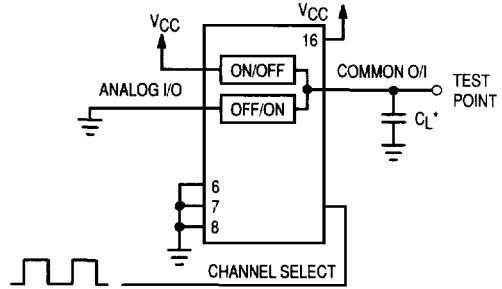 VCC
VCC
16
ON/OFF
COMMON O/I
ANALOG I/O
OFF/ON
TEST
POINT
CL*
6
7
8
CHANNEL SELECT